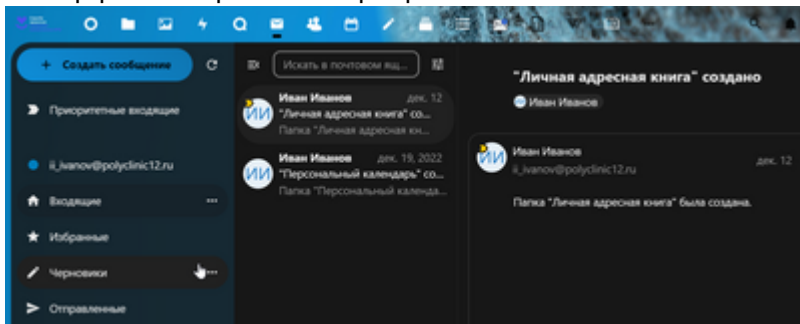 + Создать сообщение
Приоритетные входящие
ii_ivanov@polyclinic12.ru
Входящие
Избранные
Черновики
Отправленные
Искать в почтовом ящ...
Иван Иванов дек. 12
ИИ
"Личная адресная книга" со...
Папка "Личная адресная кн...
Иван Иванов дек. 19, 2022
ИИ
"Персональный календарь" со...
Папка "Персональный календа...
"Личная адресная книга" создано
Иван Иванов
ИИ
Иван Иванов
ii_ivanov@polyclinic12.ru
дек. 12
Папка "Личная адресная книга" была создана.